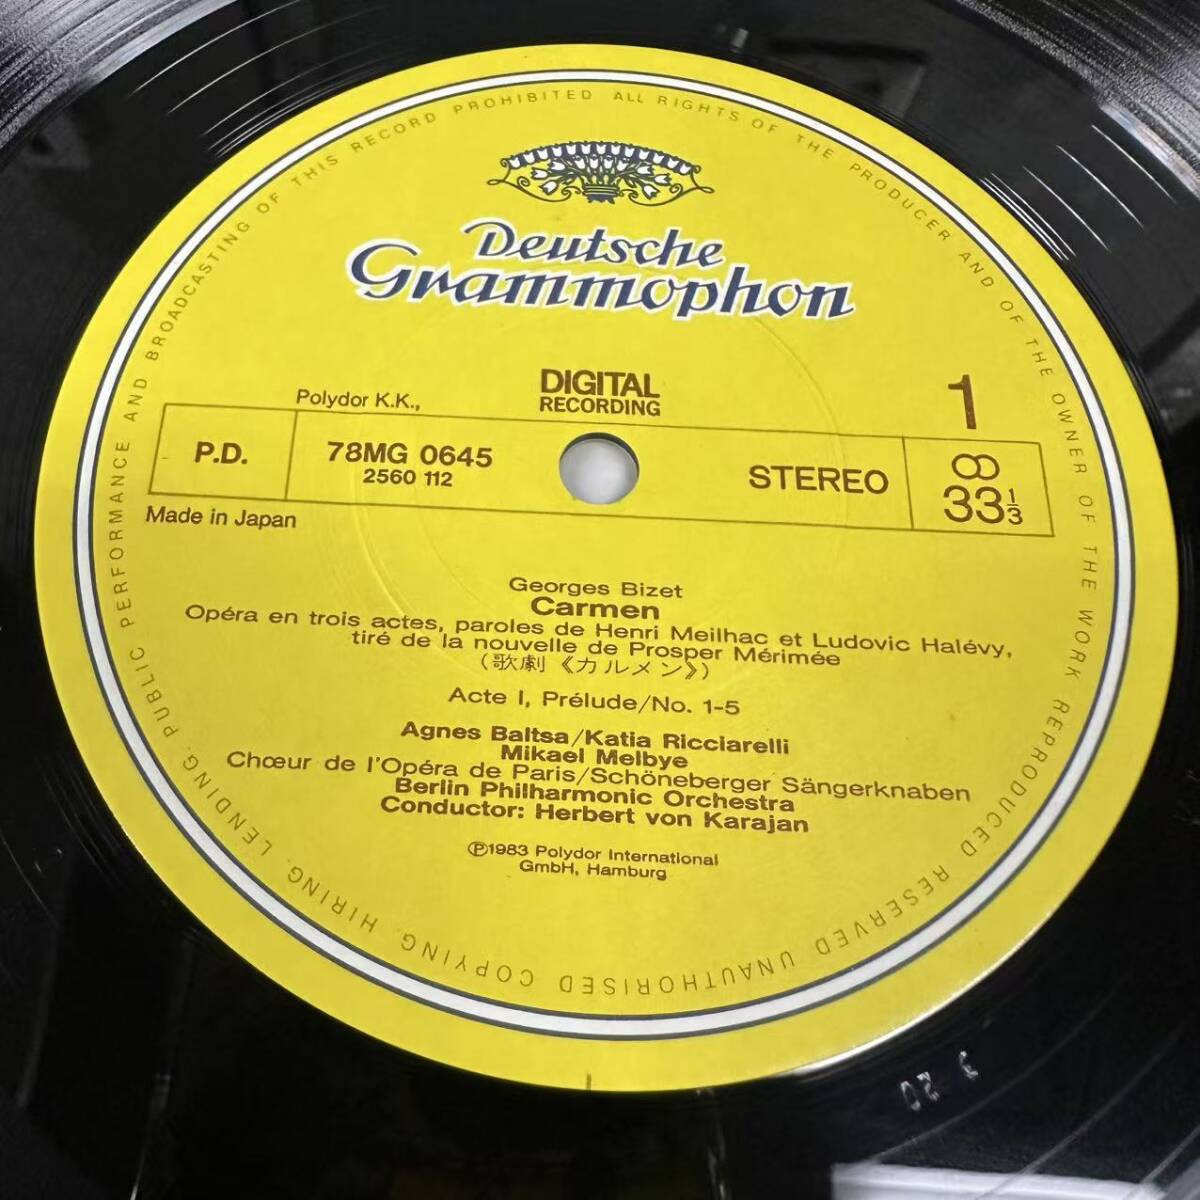 PUBLIC PERFORMANCE AND BROADCASTING OF THIS RECORD PROHIBITED ALL RIGHTS OF THE PRODUCER AND OF THE OWNER OF THE WORK REPRODUCED RESERVED UNAUTHORISED COPYING. HIRING. LENDING.
Deutsche
Grammophon
DIGITAL
RECORDING
1
Polydor K.K.,
P.D.
78MG 0645
2560 112
STEREO
33 1/3
Made in Japan
Georges Bizet
Carmen
Opéra en trois actes, paroles de Henri Meilhac et Ludovic Halévy,
tiré de la nouvelle de Prosper Mérimée
(歌劇《カルメン》)
Acte I, Prélude/No. 1-5
Agnes Baltsa/Katia Ricciarelli
Mikael Melbye
Chœur de l'Opéra de Paris/Schöneberger Sängerknaben
Berlin Philharmonic Orchestra
Conductor: Herbert von Karajan
Ⓟ1983 Polydor International
GmbH, Hamburg